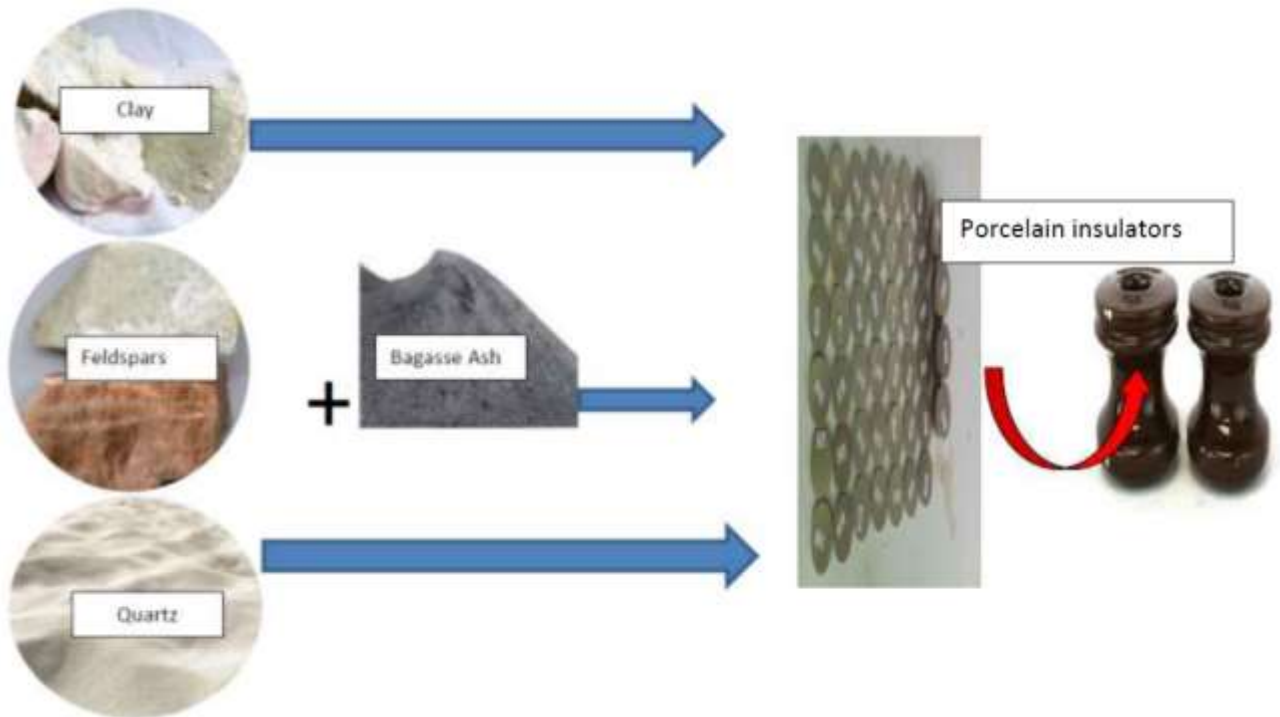 Clay
Feldspars
+
Bagasse Ash
Quartz
Porcelain insulators